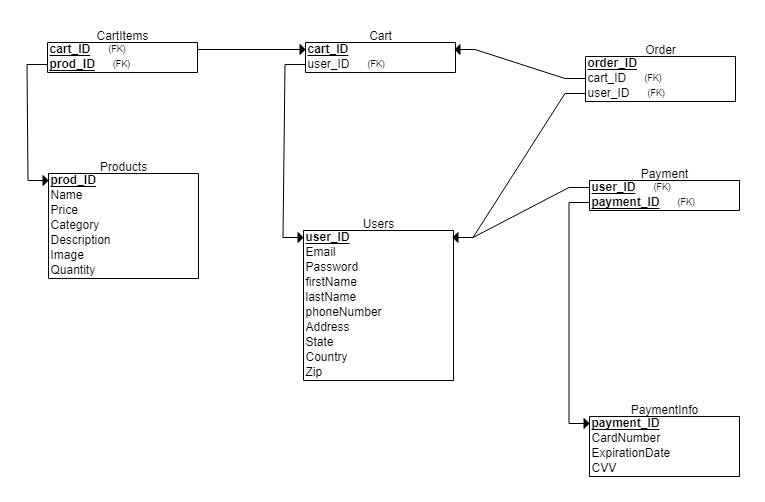 CartItems
cart_ID (FK)
prod_ID (FK)
Cart
cart_ID
user_ID (FK)
Order
order_ID
cart_ID (FK)
user_ID (FK)
Products
prod_ID
Name
Price
Category
Description
Image
Quantity
Users
user_ID
Email
Password
firstName
lastName
phoneNumber
Address
State
Country
Zip
Payment
user_ID (FK)
payment_ID (FK)
PaymentInfo
payment_ID
CardNumber
ExpirationDate
CVV